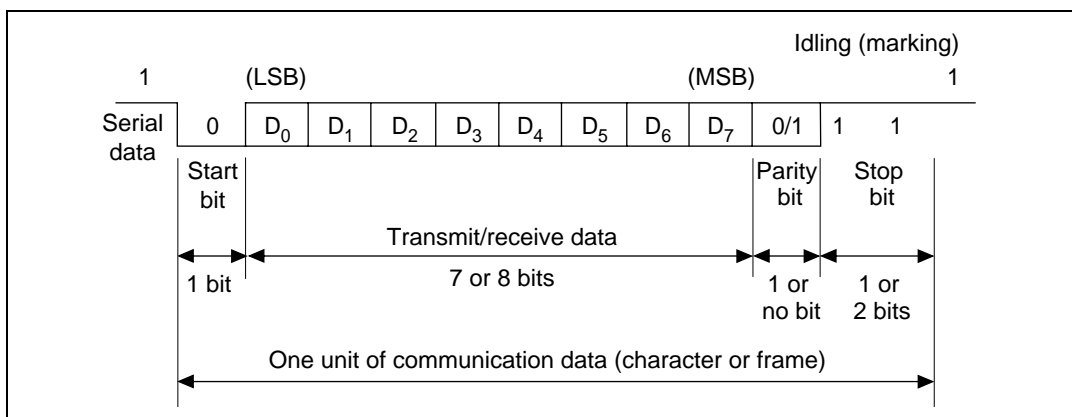 Idling (marking)
1 (LSB) (MSB) 1
Serial data 0 D0 D1 D2 D3 D4 D5 D6 D7 0/1 1 1
Start bit Parity bit Stop bit
Transmit/receive data
1 bit 7 or 8 bits 1 or no bit 1 or 2 bits
One unit of communication data (character or frame)